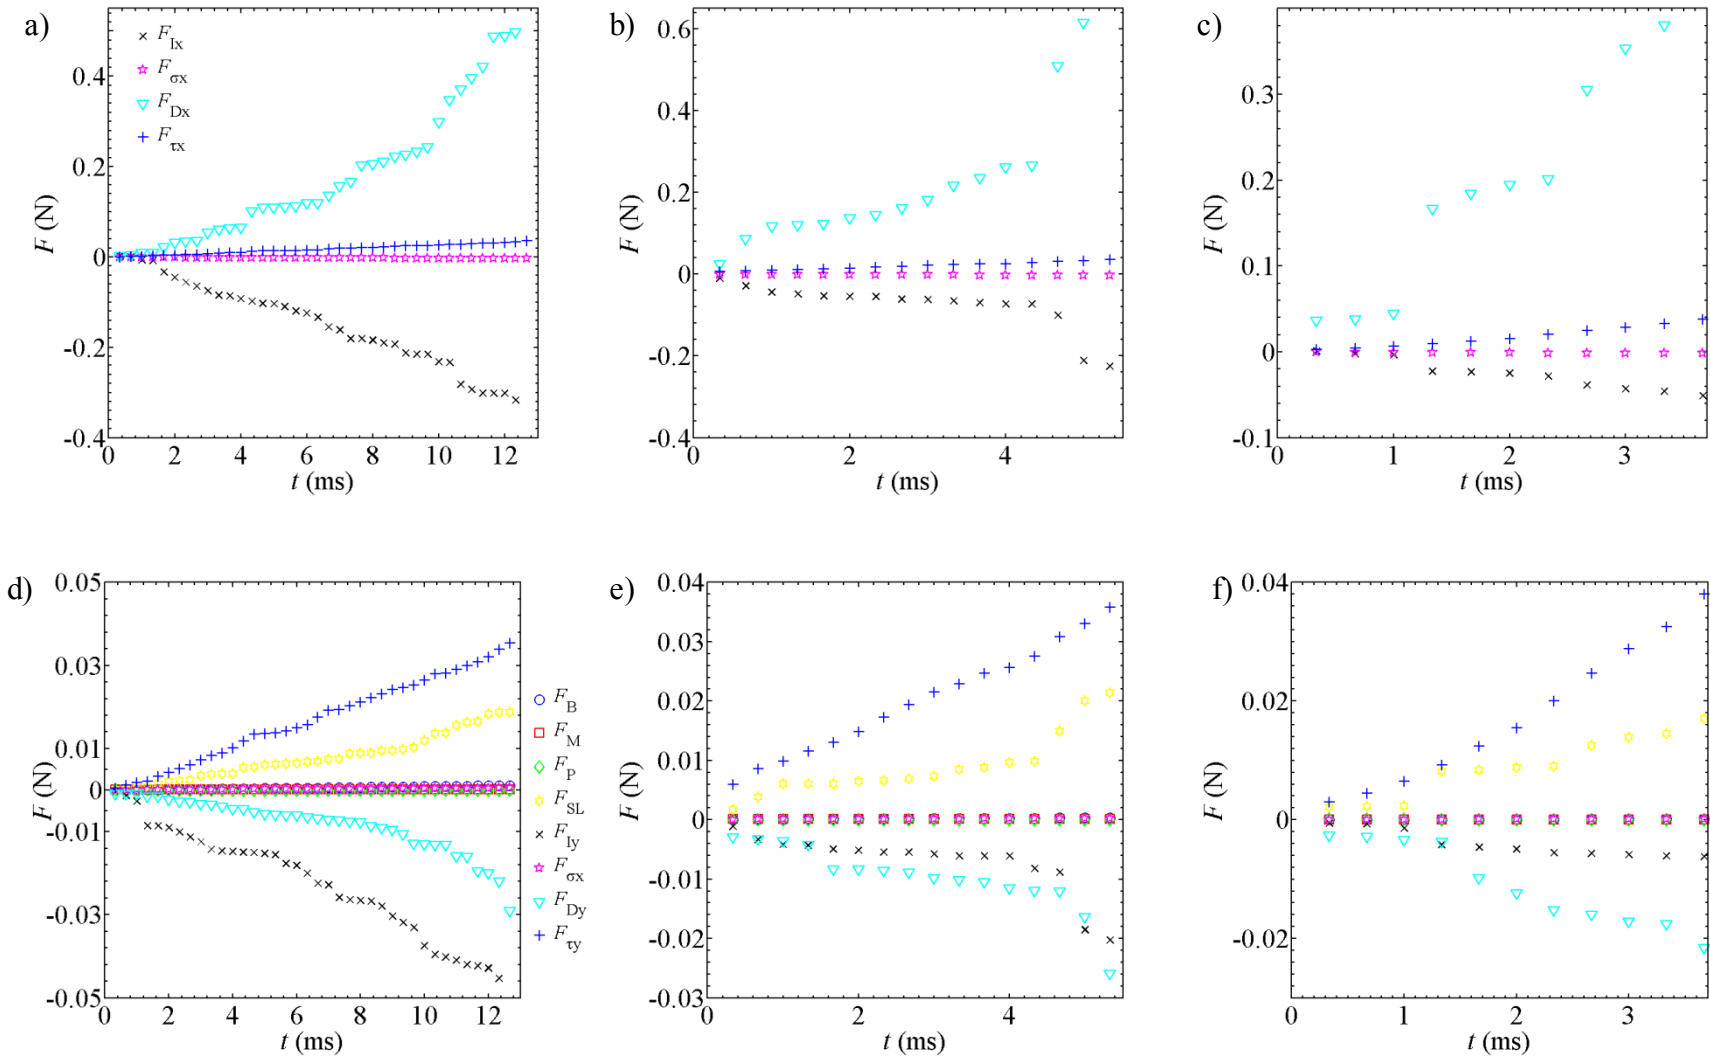 a)
F_Ix
F_σx
F_Dx
F_τx
0.4
0.2
0
-0.2
-0.4
F (N)
0 2 4 6 8 10 12
t (ms)
b)
0.6
0.4
0.2
0
-0.2
-0.4
F (N)
0 2 4
t (ms)
c)
0.3
0.2
0.1
0
-0.1
F (N)
0 1 2 3
t (ms)
d)
0.05
0.03
0.01
0
-0.01
-0.03
-0.05
F (N)
0 2 4 6 8 10 12
t (ms)
F_B
F_M
F_P
F_SL
F_Iy
F_σx
F_Dy
F_τy
e)
0.04
0.03
0.02
0.01
0
-0.01
-0.02
-0.03
F (N)
0 2 4
t (ms)
f)
0.04
0.02
0
-0.02
F (N)
0 1 2 3
t (ms)